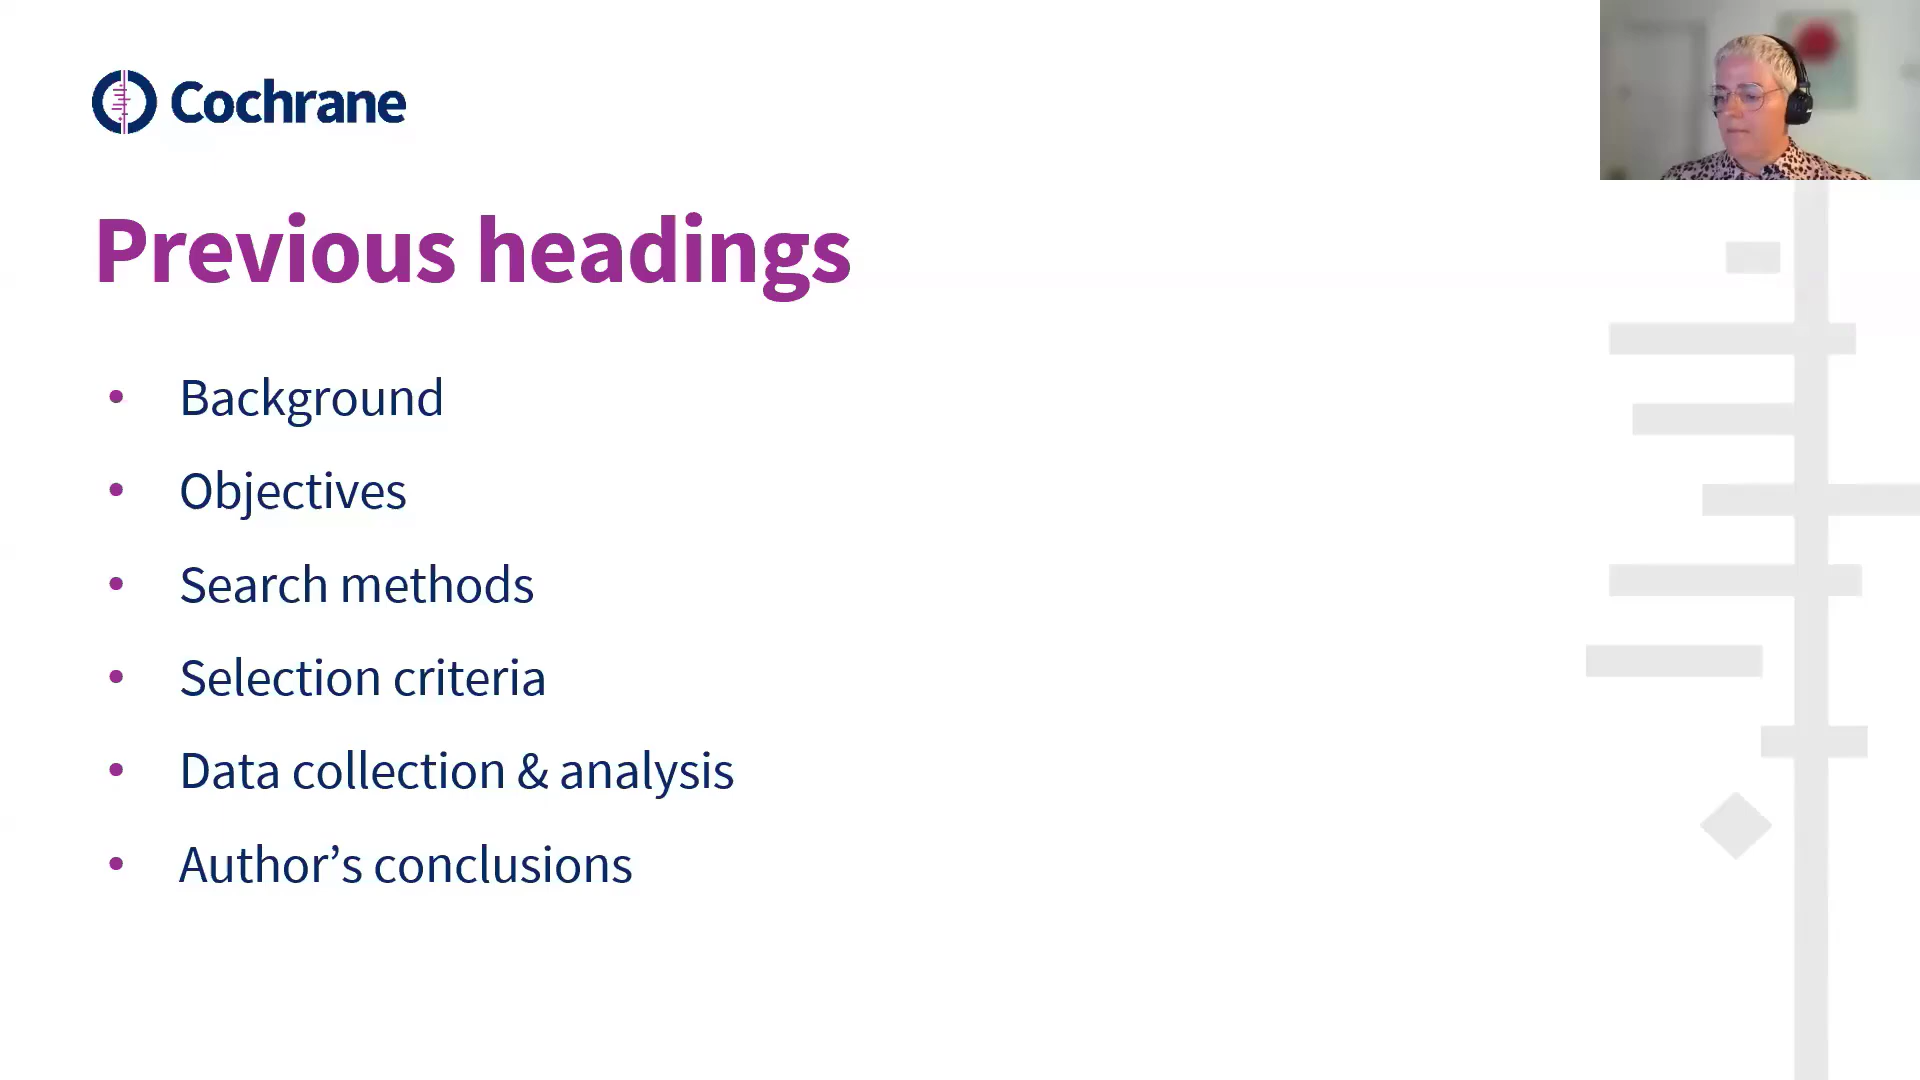 Cochrane
Previous headings
• Background
• Objectives
• Search methods
• Selection criteria
• Data collection & analysis
• Author’s conclusions